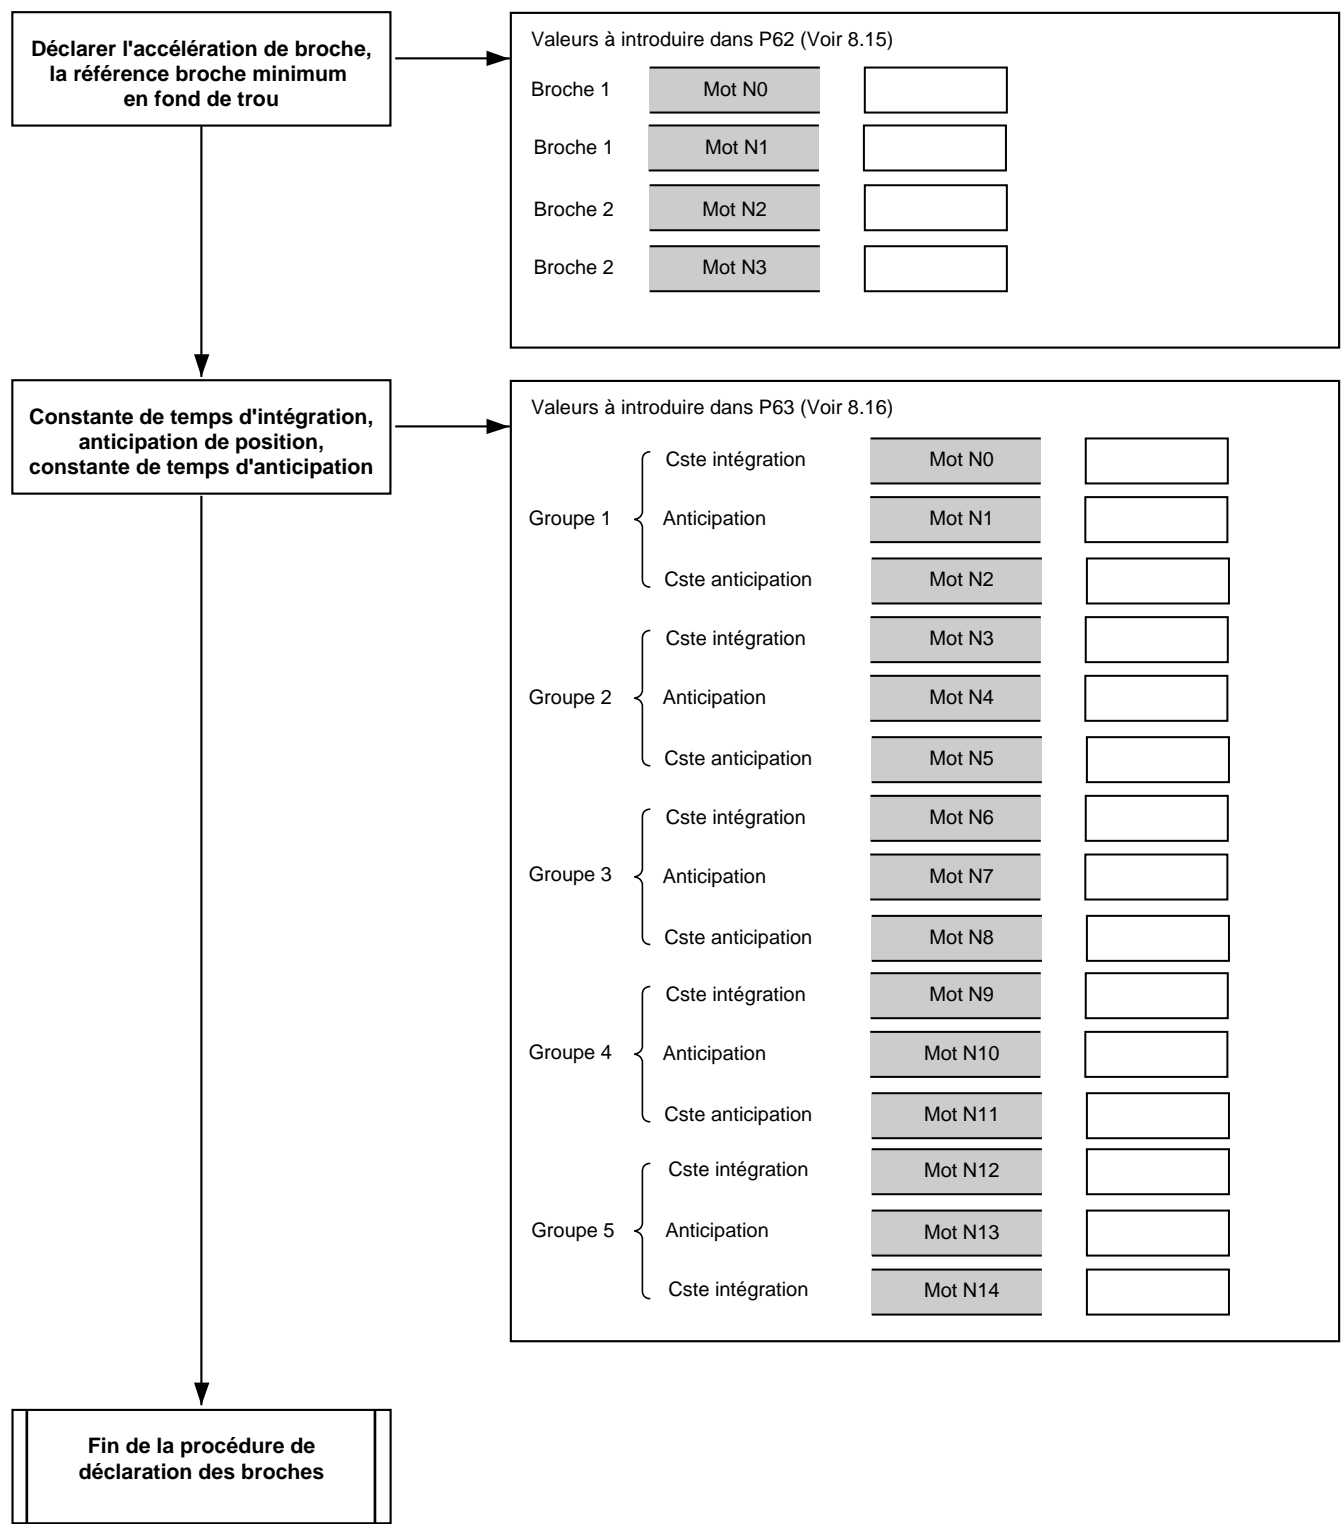 Déclarer l'accélération de broche,
la référence broche minimum
en fond de trou
Valeurs à introduire dans P62 (Voir 8.15)
Broche 1 Mot N0
Broche 1 Mot N1
Broche 2 Mot N2
Broche 2 Mot N3
Constante de temps d'intégration,
anticipation de position,
constante de temps d'anticipation
Valeurs à introduire dans P63 (Voir 8.16)
Cste intégration Mot N0
Groupe 1 Anticipation Mot N1
Cste anticipation Mot N2
Cste intégration Mot N3
Groupe 2 Anticipation Mot N4
Cste anticipation Mot N5
Cste intégration Mot N6
Groupe 3 Anticipation Mot N7
Cste anticipation Mot N8
Cste intégration Mot N9
Groupe 4 Anticipation Mot N10
Cste anticipation Mot N11
Cste intégration Mot N12
Groupe 5 Anticipation Mot N13
Cste intégration Mot N14
Fin de la procédure de
déclaration des broches